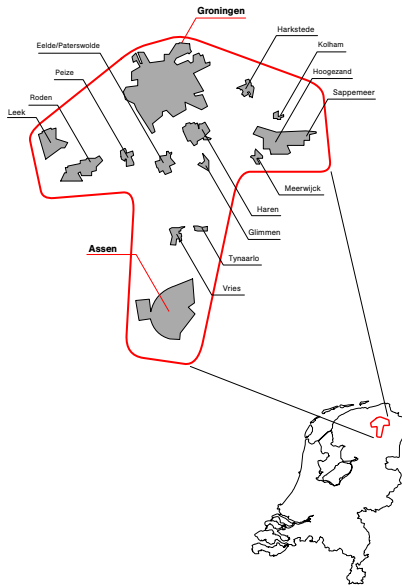 Groningen
Harkstede
Eelde/Paterswolde
Kolham
Peize
Hoogezand
Roden
Sappemeer
Leek
Meerwijck
Haren
Glimmen
Assen
Tynaarlo
Vries